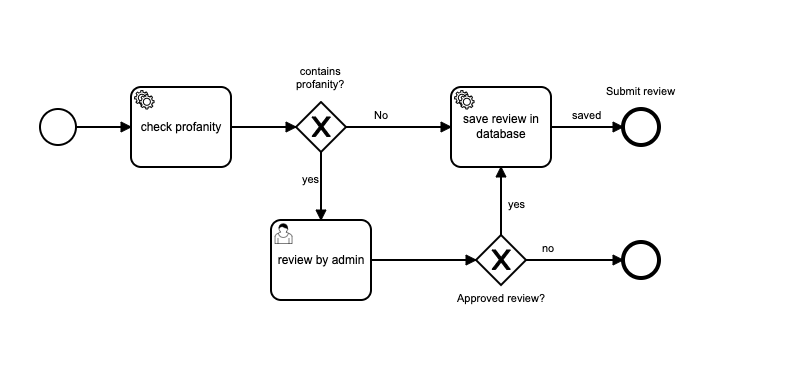 contains
profanity?
Submit review
check profanity
No
save review in
database
saved
yes
yes
review by admin
no
Approved review?